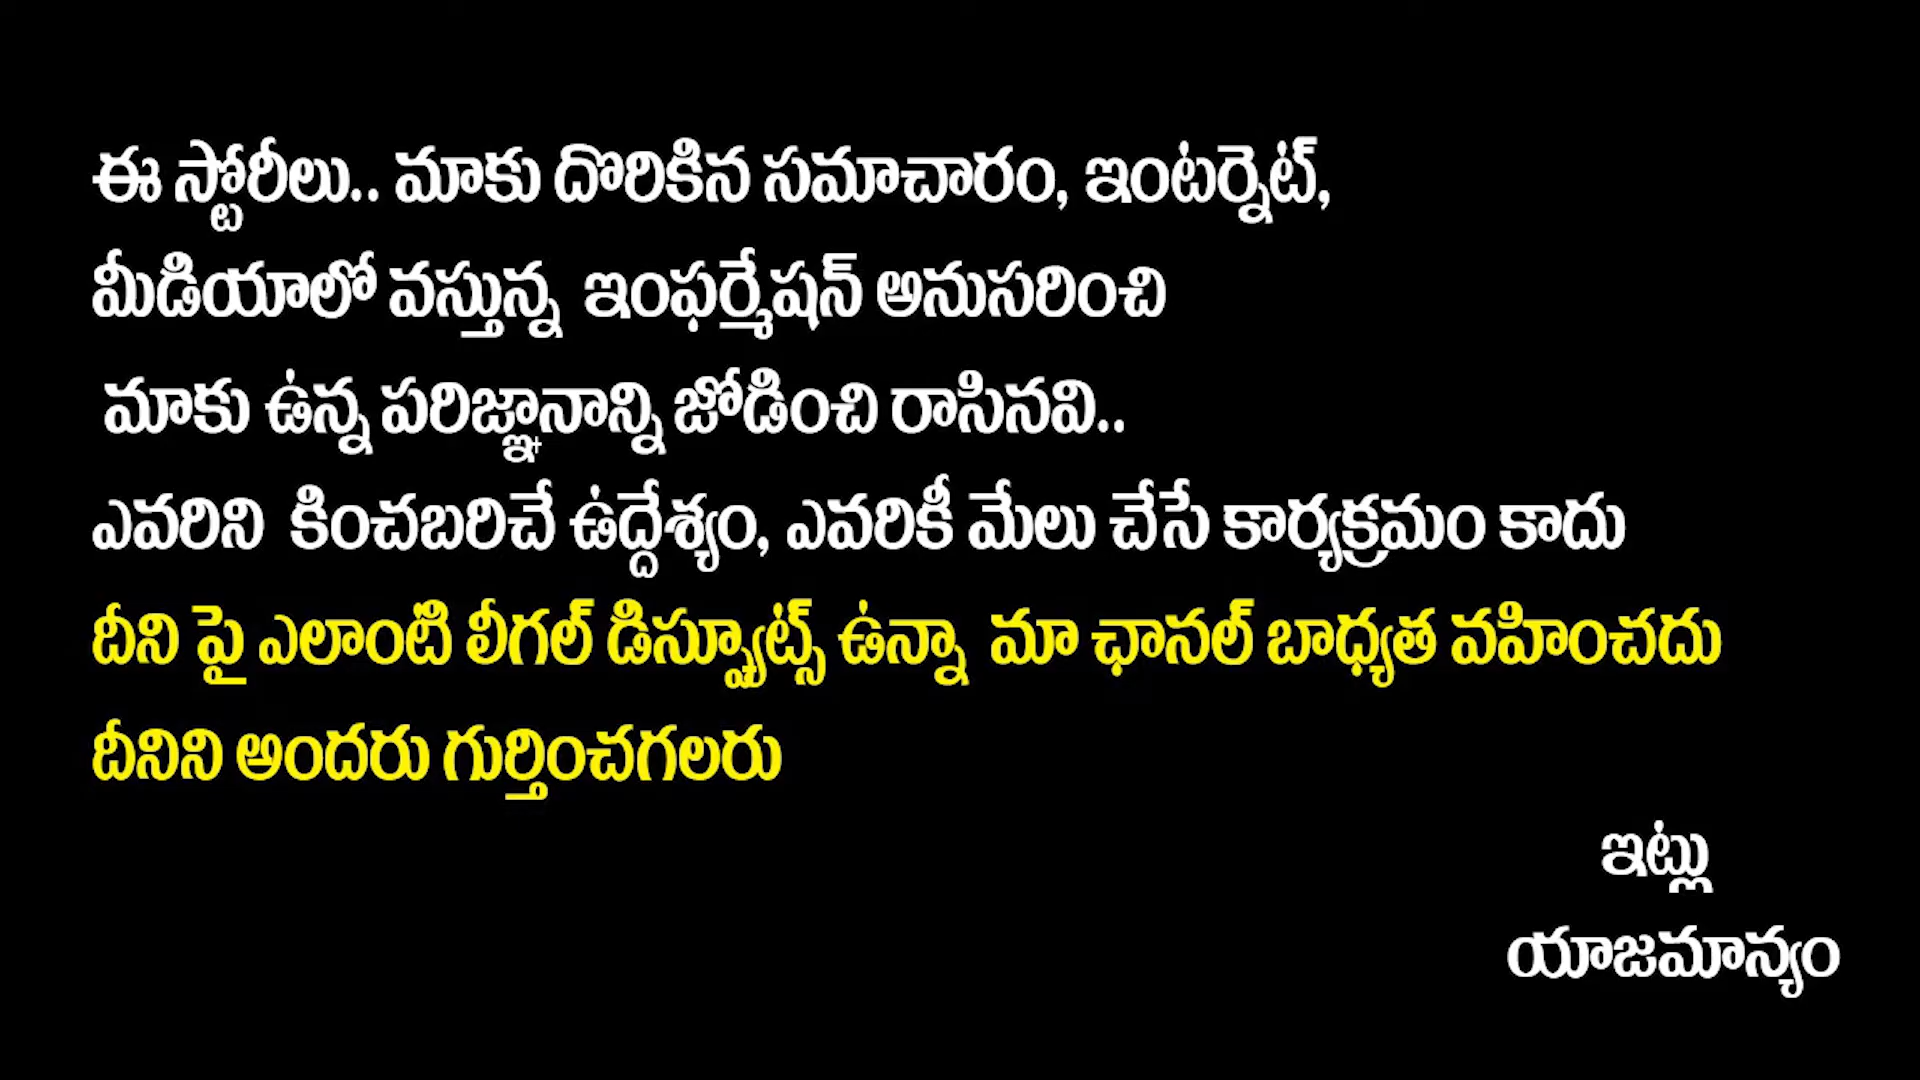 ఈ స్టోరీలు.. మాకు దొరికిన సమాచారం, ఇంటర్నెట్,
మీడియాలో వస్తున్న ఇంఫర్మేషన్ అనుసరించి
మాకు ఉన్న పరిజ్ఞానాన్ని జోడించి రాసినవి..
ఎవరిని కించబరిచే ఉద్దేశ్యం, ఎవరికీ మేలు చేసే కార్యక్రమం కాదు
దీని పై ఎలాంటి లీగల్ డిస్ప్యూట్స్ ఉన్నా మా ఛానల్ బాధ్యత వహించదు
దీనిని అందరు గుర్తించగలరు
ఇట్లు
యాజమాన్యం